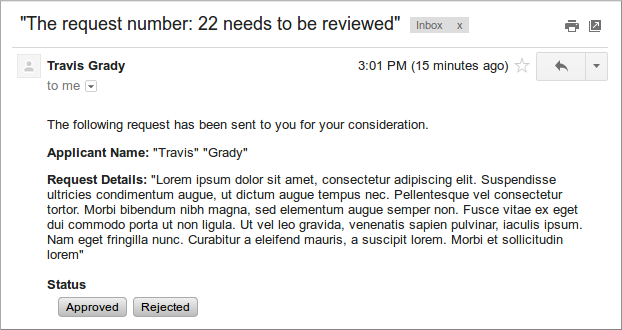 "The request number: 22 needs to be reviewed" Inbox x
Travis Grady 3:01 PM (15 minutes ago)
to me
The following request has been sent to you for your consideration.
Applicant Name: "Travis" "Grady"
Request Details: "Lorem ipsum dolor sit amet, consectetur adipiscing elit. Suspendisse
ultricies condimentum augue, ut dictum augue tempus nec. Pellentesque vel consectetur
tortor. Morbi bibendum nibh magna, sed elementum augue semper non. Fusce vitae ex eget
dui commodo porta ut non ligula. Ut vel leo gravida, venenatis sapien pulvinar, iaculis ipsum.
Nam eget fringilla nunc. Curabitur a eleifend mauris, a suscipit lorem. Morbi et sollicitudin
lorem"
Status
Approved Rejected